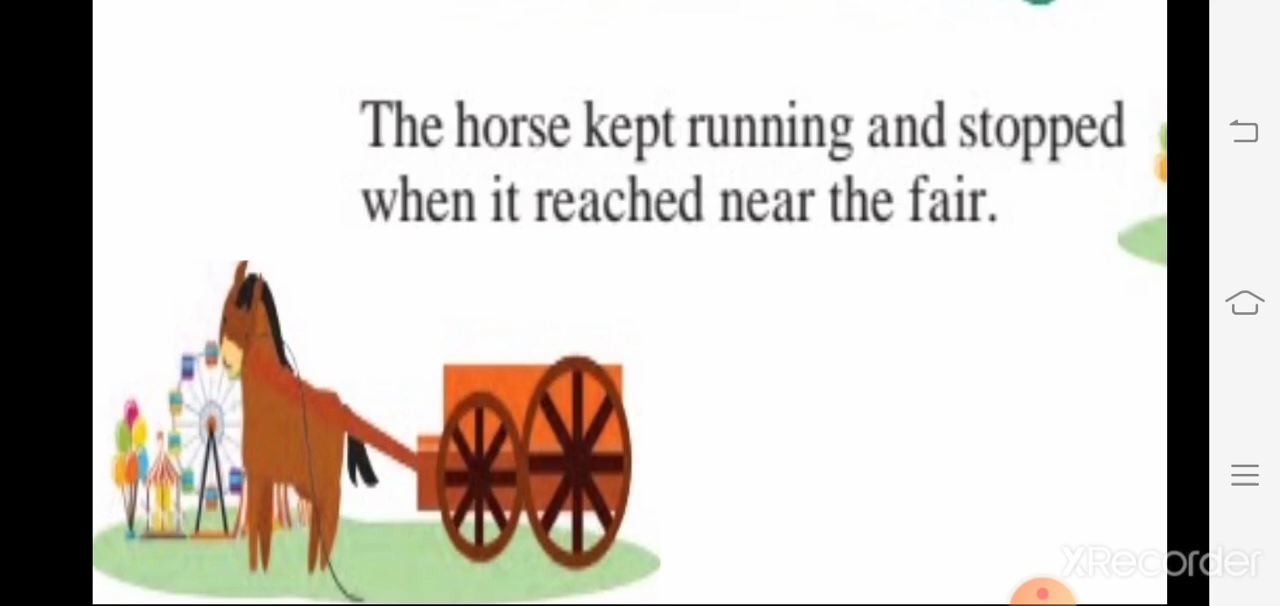 The horse kept running and stopped
when it reached near the fair.
XRecorder